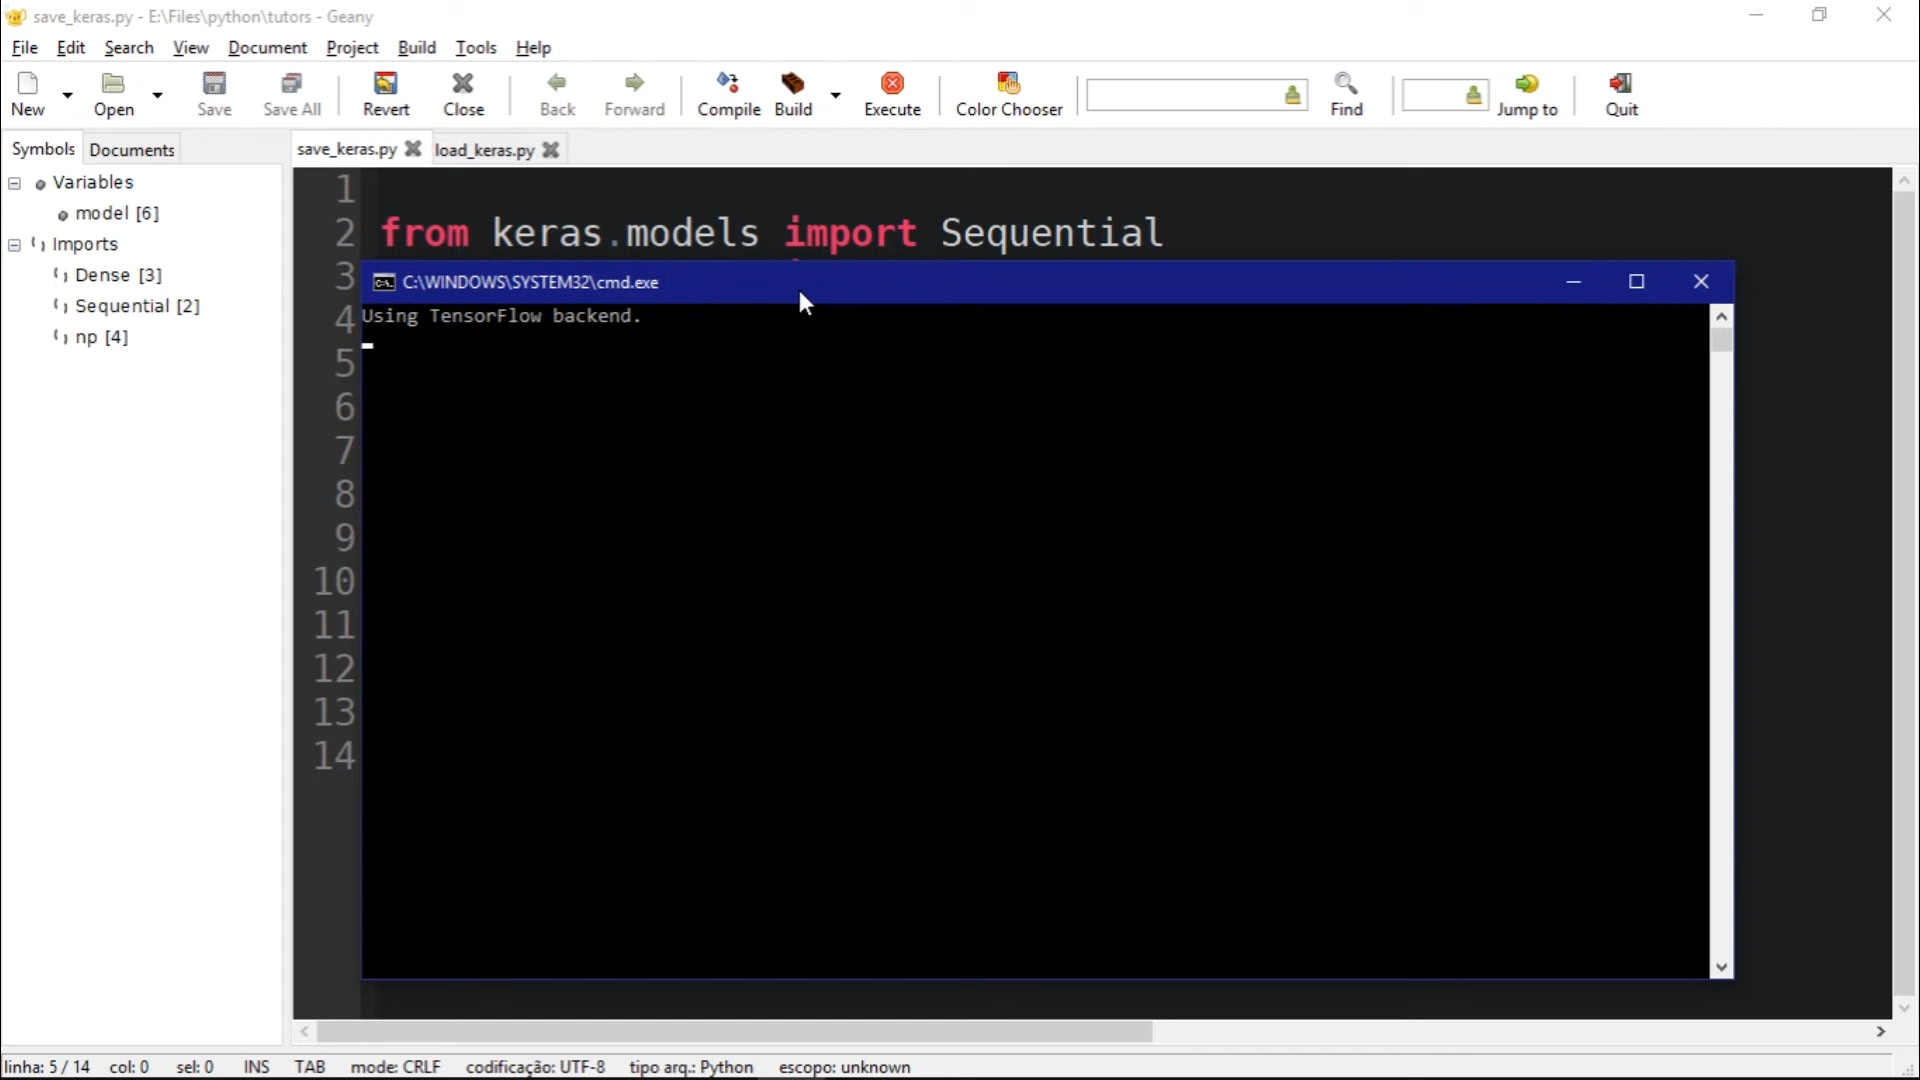 save_keras.py - E:\Files\python\tutors - Geany
File Edit Search View Document Project Build Tools Help
New Open Save Save All Revert Close Back Forward Compile Build Execute Color Chooser Find Jump to Quit
Symbols Documents save_keras.py load_keras.py
Variables
model [6]
Imports
Dense [3]
Sequential [2]
np [4]
1
2 from keras.models import Sequential
3
4
5
6
7
8
9
10
11
12
13
14
C:\WINDOWS\SYSTEM32\cmd.exe
Using TensorFlow backend.
linha: 5 / 14 col: 0 sel: 0 INS TAB mode: CRLF codificação: UTF-8 tipo arq.: Python escopo: unknown